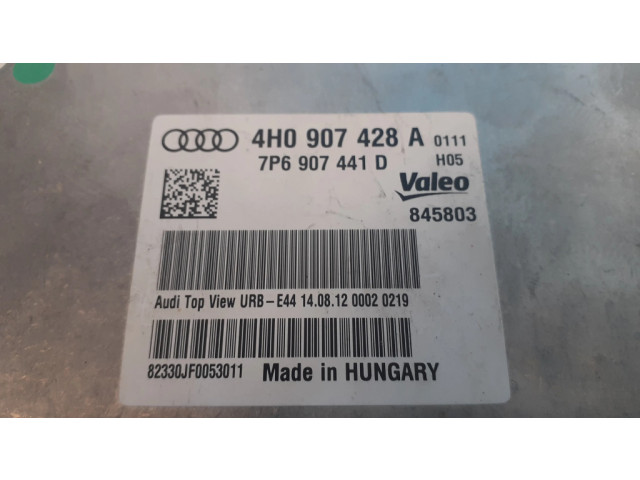 4H0 907 428 A 0111
7P6 907 441 D H05
Valeo
845803
Audi Top View URB-E44 14.08.12 0002 0219
82330JF0053011 Made in HUNGARY